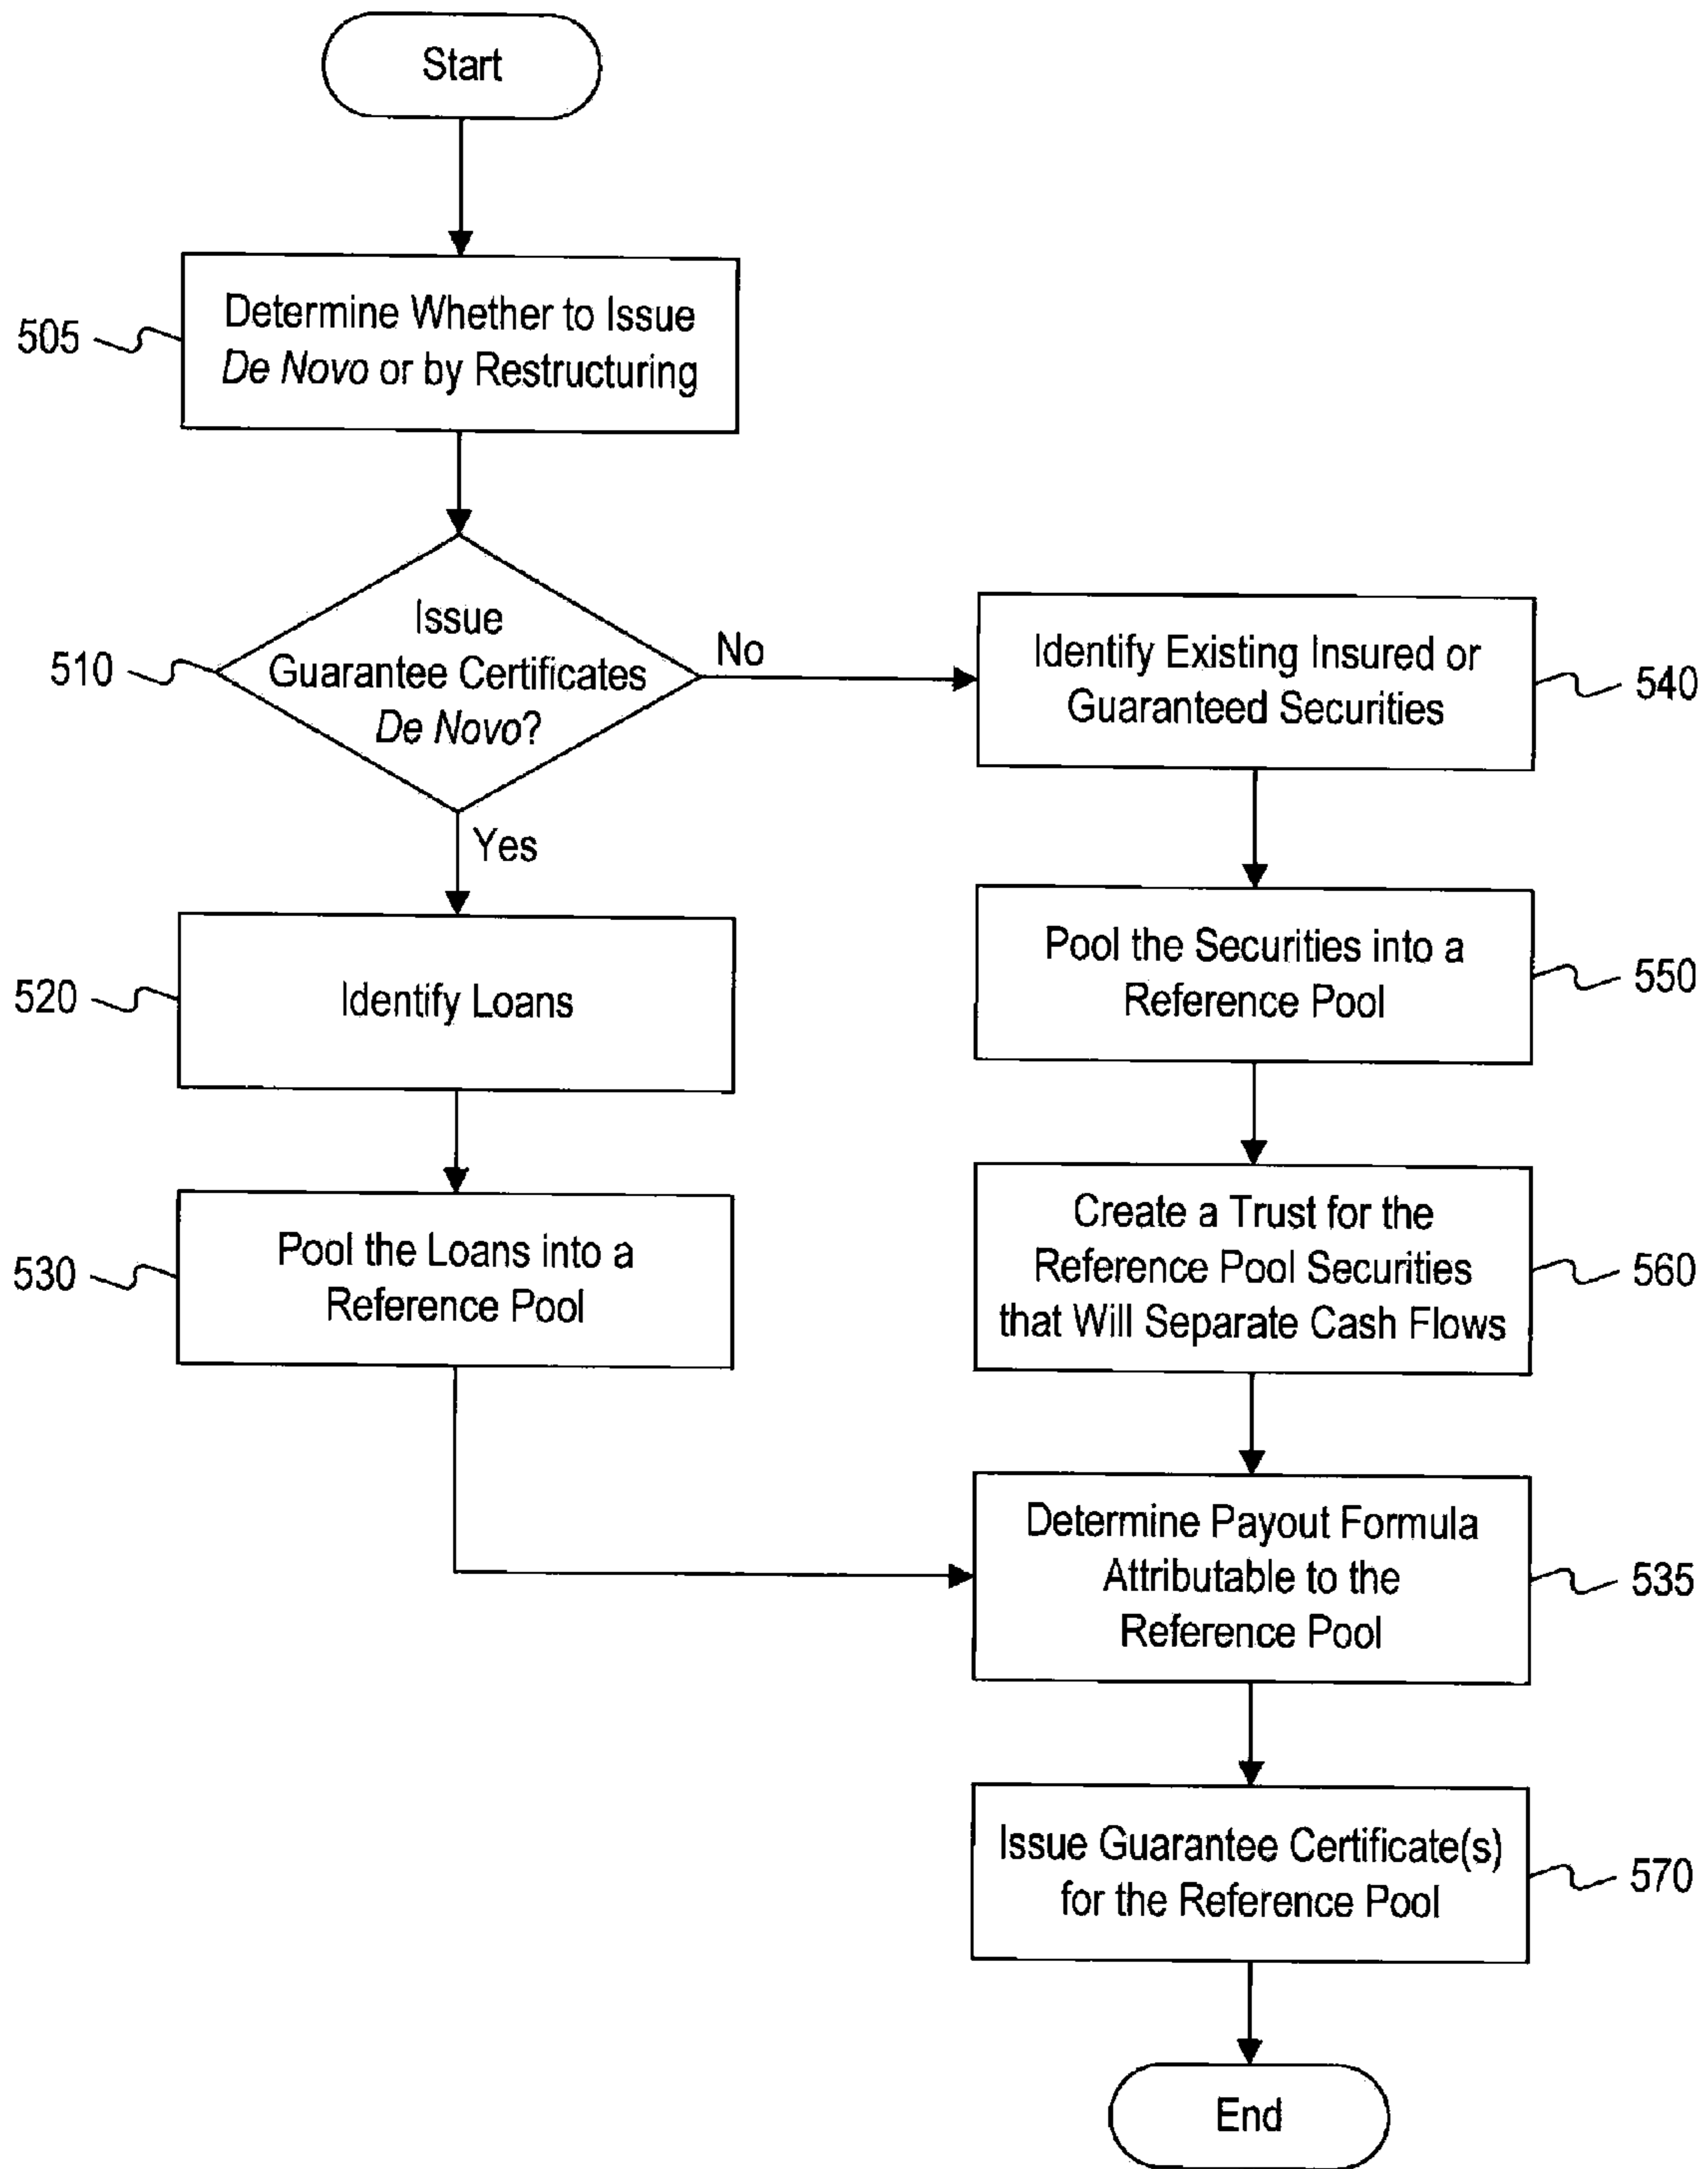 Start
505
Determine Whether to Issue
De Novo or by Restructuring
510
Issue
Guarantee Certificates
De Novo?
No
Yes
520
Identify Loans
530
Pool the Loans into a
Reference Pool
Identify Existing Insured or
Guaranteed Securities
540
Pool the Securities into a
Reference Pool
550
Create a Trust for the
Reference Pool Securities
that Will Separate Cash Flows
560
Determine Payout Formula
Attributable to the
Reference Pool
535
Issue Guarantee Certificate(s)
for the Reference Pool
570
End